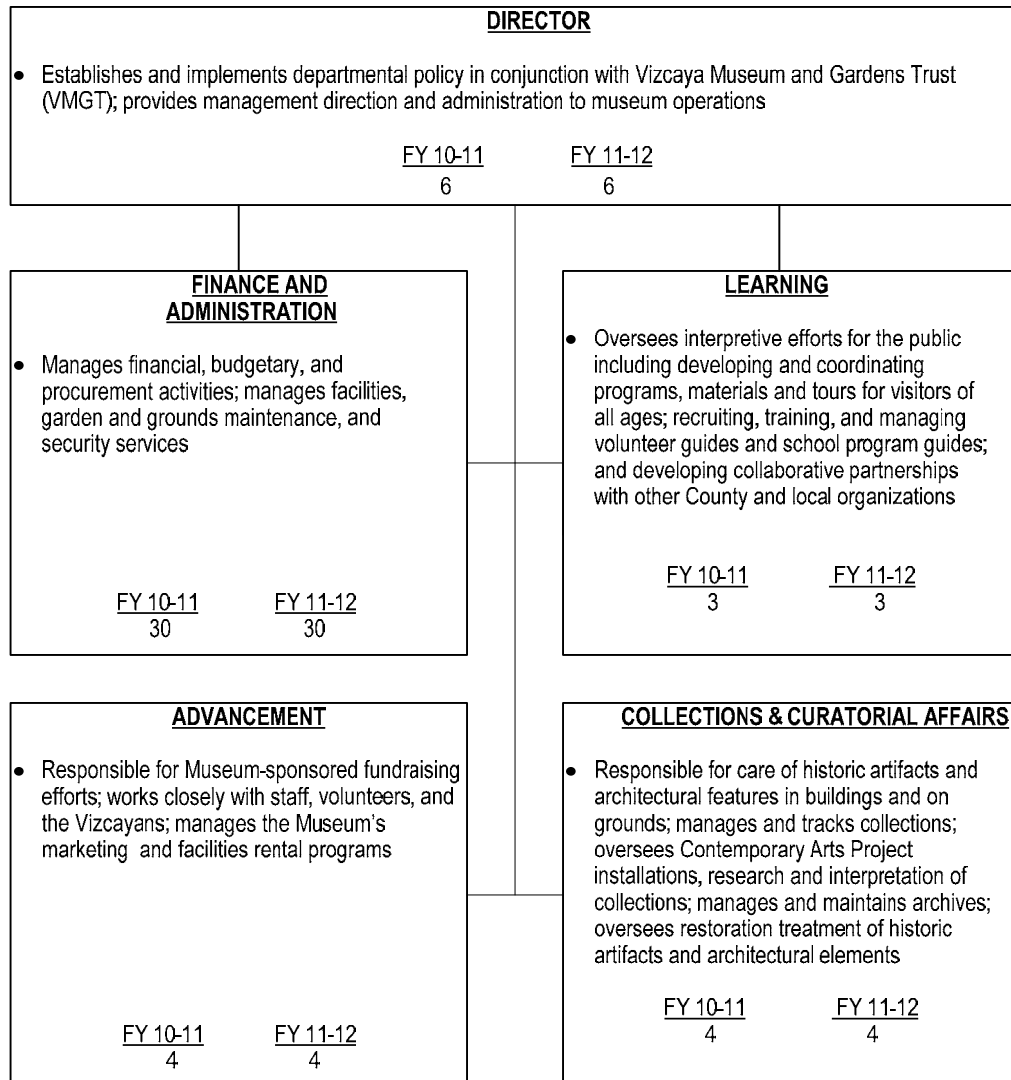 DIRECTOR
• Establishes and implements departmental policy in conjunction with Vizcaya Museum and Gardens Trust
(VMGT); provides management direction and administration to museum operations
FY 10-11 FY 11-12
6 6
FINANCE AND
ADMINISTRATION
• Manages financial, budgetary, and
procurement activities; manages facilities,
garden and grounds maintenance, and
security services
FY 10-11 FY 11-12
30 30
LEARNING
• Oversees interpretive efforts for the public
including developing and coordinating
programs, materials and tours for visitors of
all ages; recruiting, training, and managing
volunteer guides and school program guides;
and developing collaborative partnerships
with other County and local organizations
FY 10-11 FY 11-12
3 3
ADVANCEMENT
• Responsible for Museum-sponsored fundraising
efforts; works closely with staff, volunteers, and
the Vizcayans; manages the Museum's
marketing and facilities rental programs
FY 10-11 FY 11-12
4 4
COLLECTIONS & CURATORIAL AFFAIRS
• Responsible for care of historic artifacts and
architectural features in buildings and on
grounds; manages and tracks collections;
oversees Contemporary Arts Project
installations, research and interpretation of
collections; manages and maintains archives;
oversees restoration treatment of historic
artifacts and architectural elements
FY 10-11 FY 11-12
4 4